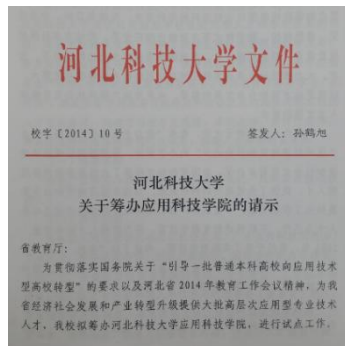 河北科技大学文件
校字〔2014〕10号 签发人：孙鹤旭
河北科技大学
关于筹办应用科技学院的请示
省教育厅：
为贯彻落实国务院关于“引导一批普通本科高校向应用技术
型高校转型”的要求以及河北省2014年教育工作会议精神，为我
省经济社会发展和产业转型升级提供大批高层次应用型专业技术
人才，我校拟筹办河北科技大学应用科技学院，进行试点工作。